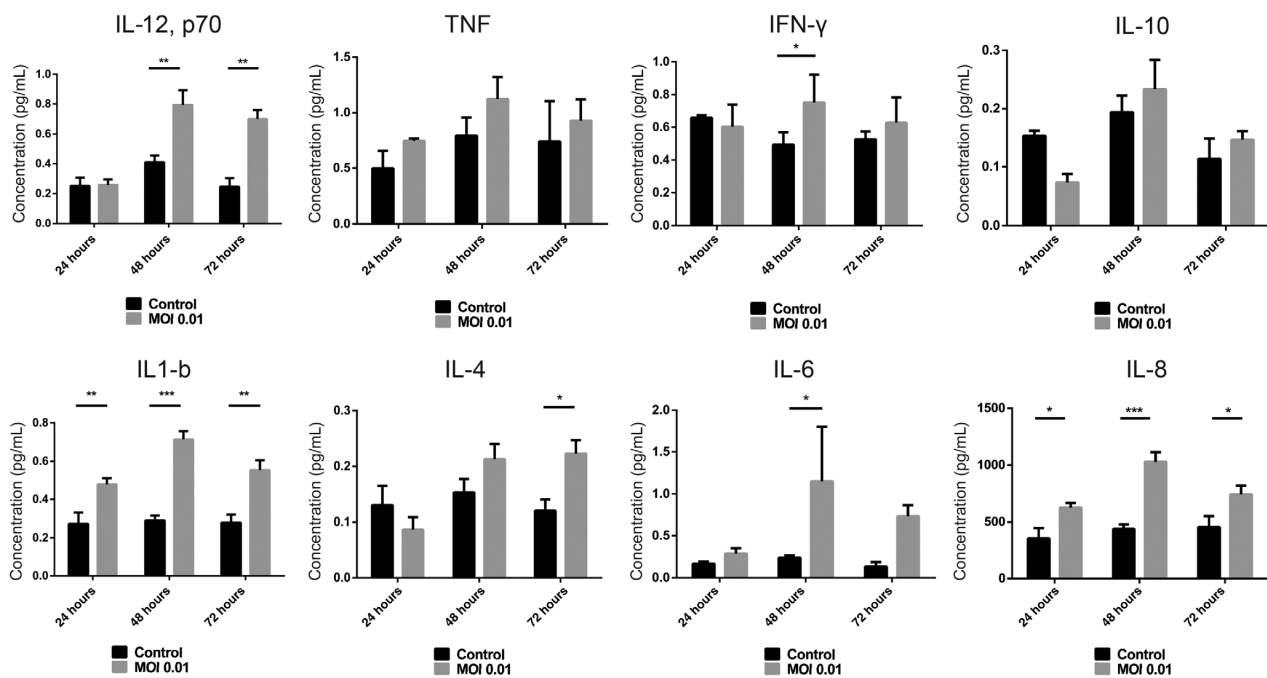 IL-12, p70
**
**
Concentration (pg/mL)
1.0
0.8
0.6
0.4
0.2
0.0
24 hours
48 hours
72 hours
Control
MOI 0.01
TNF
Concentration (pg/mL)
1.5
1.0
0.5
0.0
24 hours
48 hours
72 hours
Control
MOI 0.01
IFN-γ
*
Concentration (pg/mL)
1.0
0.8
0.6
0.4
0.2
0.0
24 hours
48 hours
72 hours
Control
MOI 0.01
IL-10
Concentration (pg/mL)
0.3
0.2
0.1
0.0
24 hours
48 hours
72 hours
Control
MOI 0.01
IL1-b
**
***
**
Concentration (pg/mL)
0.8
0.6
0.4
0.2
0.0
24 hours
48 hours
72 hours
Control
MOI 0.01
IL-4
*
Concentration (pg/mL)
0.3
0.2
0.1
0.0
24 hours
48 hours
72 hours
Control
MOI 0.01
IL-6
*
Concentration (pg/mL)
2.0
1.5
1.0
0.5
0.0
24 hours
48 hours
72 hours
Control
MOI 0.01
IL-8
*
***
*
Concentration (pg/mL)
1500
1000
500
0
24 hours
48 hours
72 hours
Control
MOI 0.01